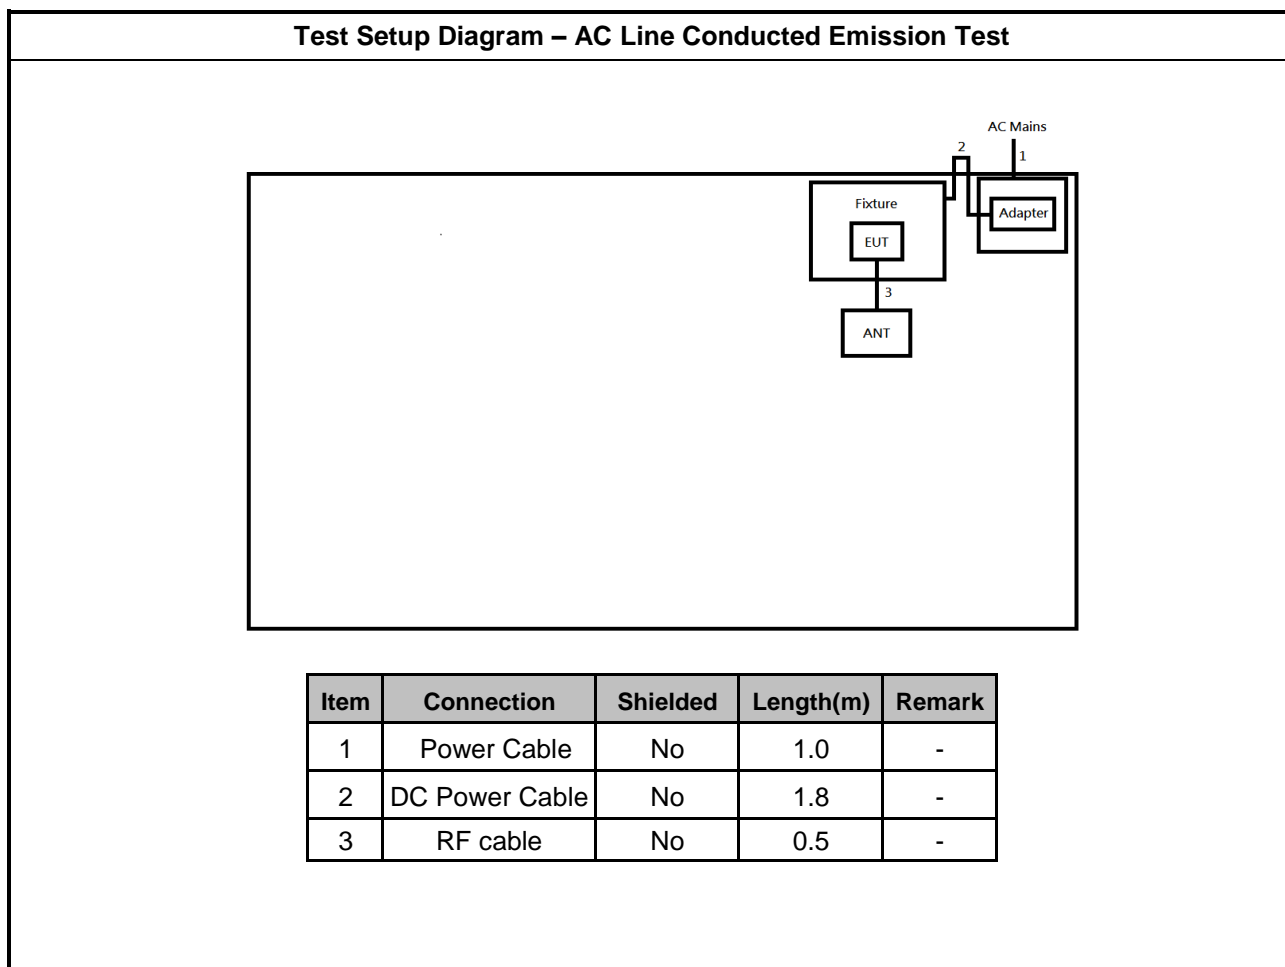 Test Setup Diagram – AC Line Conducted Emission Test
AC Mains
2
1
Fixture
Adapter
EUT
3
ANT
Item Connection Shielded Length(m) Remark
1 Power Cable No 1.0 -
2 DC Power Cable No 1.8 -
3 RF cable No 0.5 -